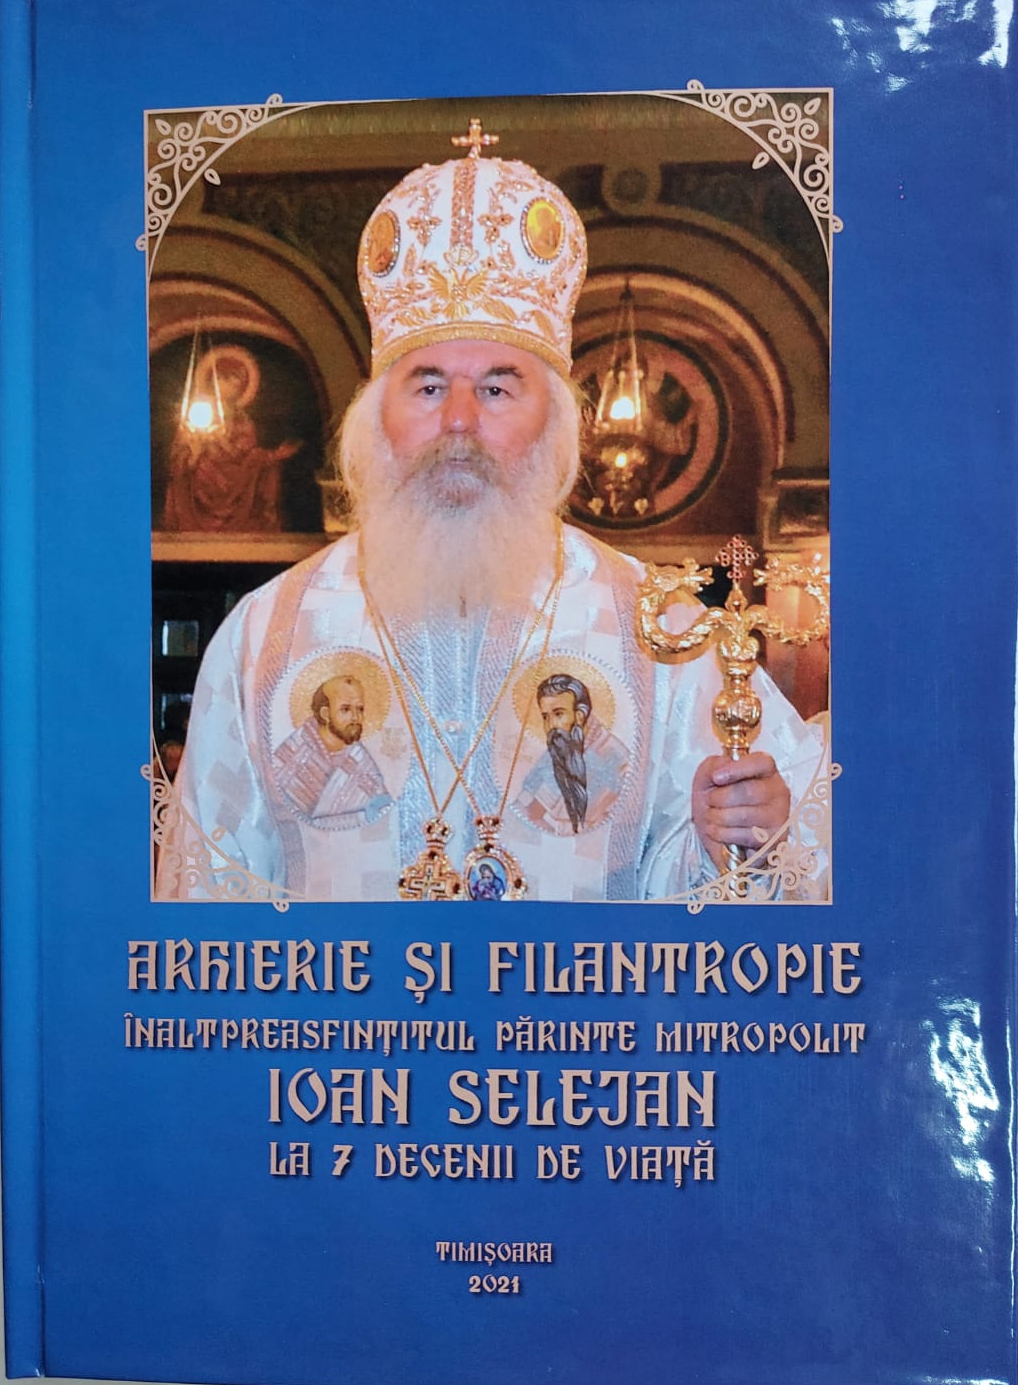 ARHIERIE ȘI FILANTROPIE
ÎNALTPREASFINȚITUL PĂRINTE MITROPOLIT
IOAN SELEJAN
LA 7 DECENII DE VIAȚĂ
TIMIȘOARA
2021